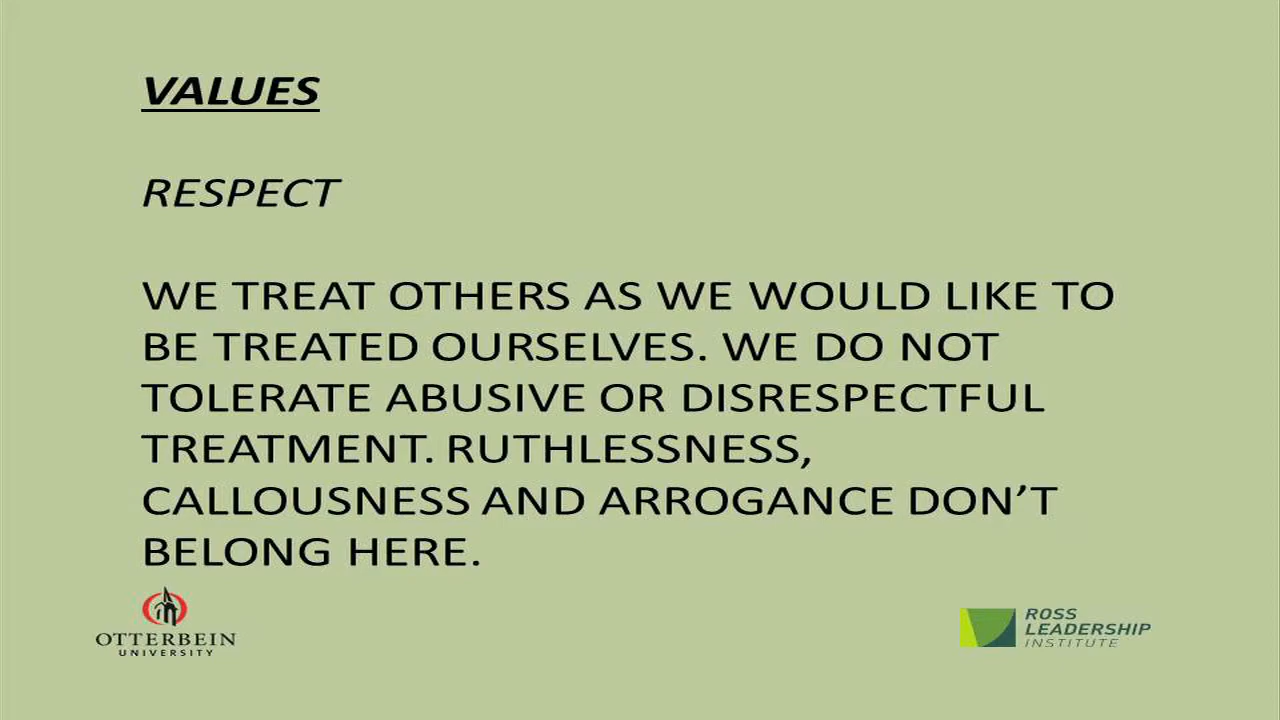 VALUES
RESPECT
WE TREAT OTHERS AS WE WOULD LIKE TO
BE TREATED OURSELVES. WE DO NOT
TOLERATE ABUSIVE OR DISRESPECTFUL
TREATMENT. RUTHLESSNESS,
CALLOUSNESS AND ARROGANCE DON’T
BELONG HERE.
OTTERBEIN
UNIVERSITY
ROSS
LEADERSHIP
INSTITUTE